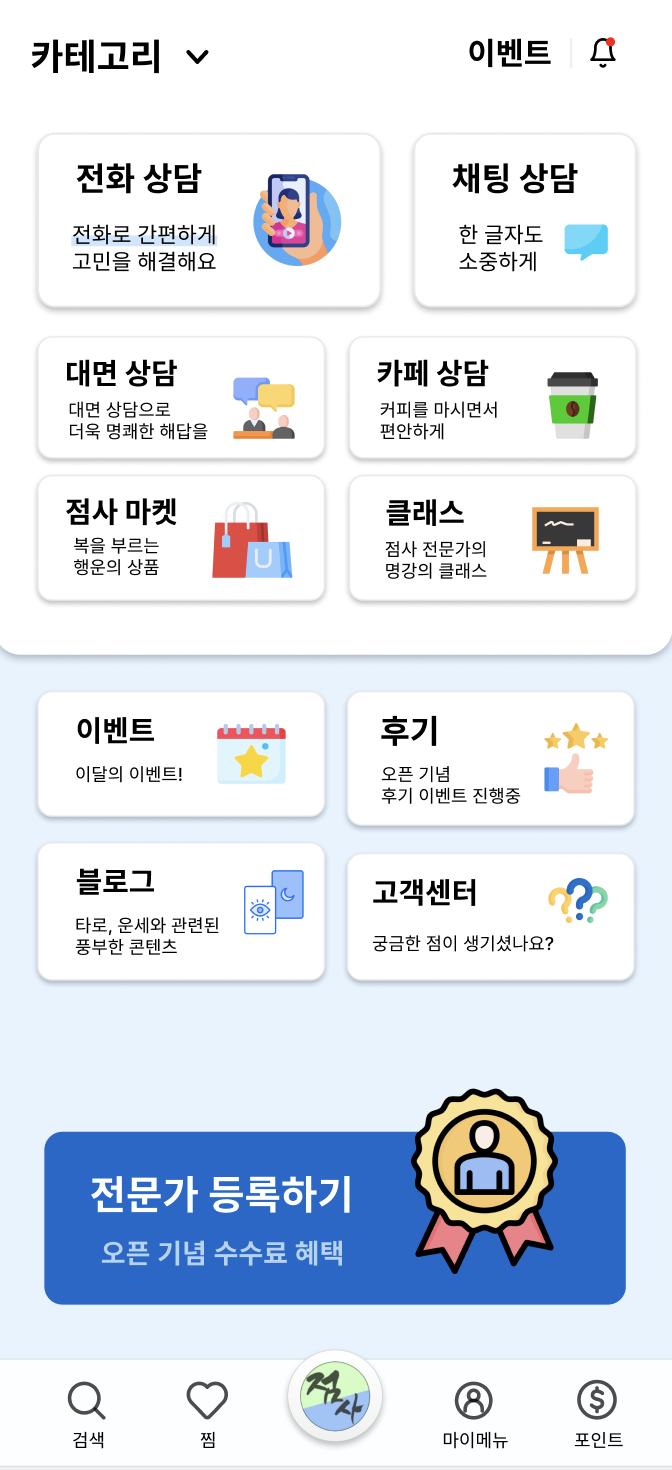 카테고리
이벤트
전화 상담
전화로 간편하게
고민을 해결해요
채팅 상담
한 글자도
소중하게
대면 상담
대면 상담으로
더욱 명쾌한 해답을
카페 상담
커피를 마시면서
편안하게
점사 마켓
복을 부르는
행운의 상품
클래스
점사 전문가의
명강의 클래스
이벤트
이달의 이벤트!
후기
오픈 기념
후기 이벤트 진행중
블로그
타로, 운세와 관련된
풍부한 콘텐츠
고객센터
궁금한 점이 생기셨나요?
전문가 등록하기
오픈 기념 수수료 혜택
검색
찜
점사
마이메뉴
포인트